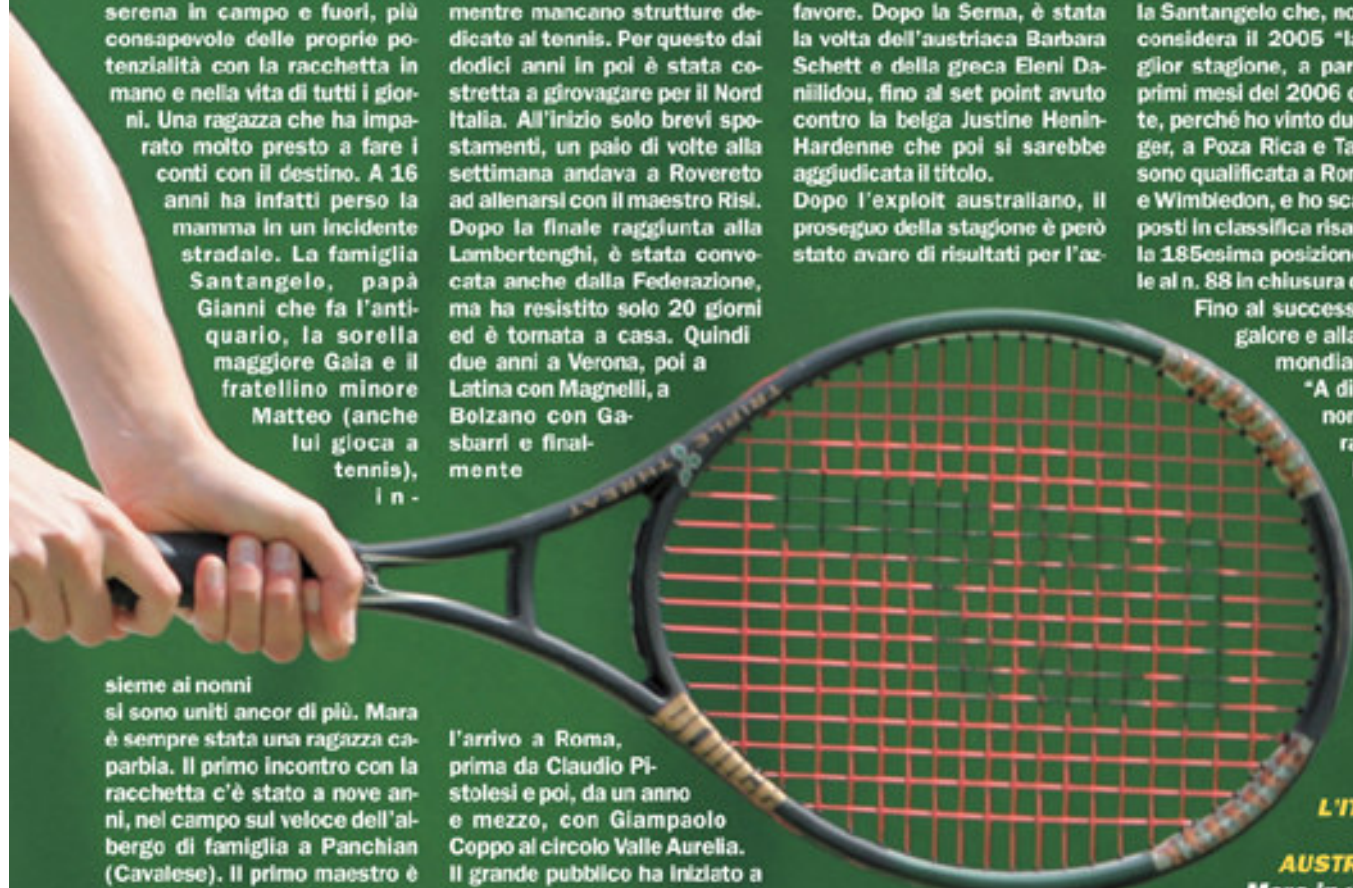 serena in campo e fuori, più
consapevole delle proprie po-
tenzialità con la racchetta in
mano e nella vita di tutti i gior-
ni. Una ragazza che ha impa-
rato molto presto a fare i
conti con il destino. A 16
anni ha infatti perso la
mamma in un incidente
stradale. La famiglia
Santangelo, papà
Gianni che fa l'anti-
quario, la sorella
maggiore Gaia e il
fratellino minore
Matteo (anche
lui gioca a
tennis),
in-
sieme ai nonni
si sono uniti ancor di più. Mara
è sempre stata una ragazza ca-
parbia. Il primo incontro con la
racchetta c'è stato a nove an-
ni, nel campo sul veloce dell'al-
bergo di famiglia a Panchian
(Cavalese). Il primo maestro è
mentre mancano strutture de-
dicate al tennis. Per questo dai
dodici anni in poi è stata co-
stretta a girovagare per il Nord
Italia. All'inizio solo brevi spo-
stamenti, un paio di volte alla
settimana andava a Rovereto
ad allenarsi con il maestro Risi.
Dopo la finale raggiunta alla
Lambertenghi, è stata convo-
cata anche dalla Federazione,
ma ha resistito solo 20 giorni
ed è tornata a casa. Quindi
due anni a Verona, poi a
Latina con Magnelli, a
Bolzano con Ga-
sbarri e final-
mente
l'arrivo a Roma,
prima da Claudio Pi-
stolesi e poi, da un anno
e mezzo, con Giampaolo
Coppo al circolo Valle Aurelia.
Il grande pubblico ha iniziato a
favore. Dopo la Serna, è stata
la volta dell'austriaca Barbara
Schett e della greca Eleni Da-
niilidou, fino al set point avuto
contro la belga Justine Henin-
Hardenne che poi si sarebbe
aggiudicata il titolo.
Dopo l'exploit australiano, il
proseguo della stagione è però
stato avaro di risultati per l'az-
la Santangelo che, no
considera il 2005 "la
glior stagione, a par
primi mesi del 2006
te, perché ho vinto du
ger, a Poza Rica e Ta
sono qualificata a Ro
e Wimbledon, e ho sca
posti in classifica risa
la 185esima posizione
le al n. 88 in chiusura
Fino al success
galore e alla
mondia
"A di
non
ra
TRIPLE THREAT
PRINCE
L'IT
AUSTR